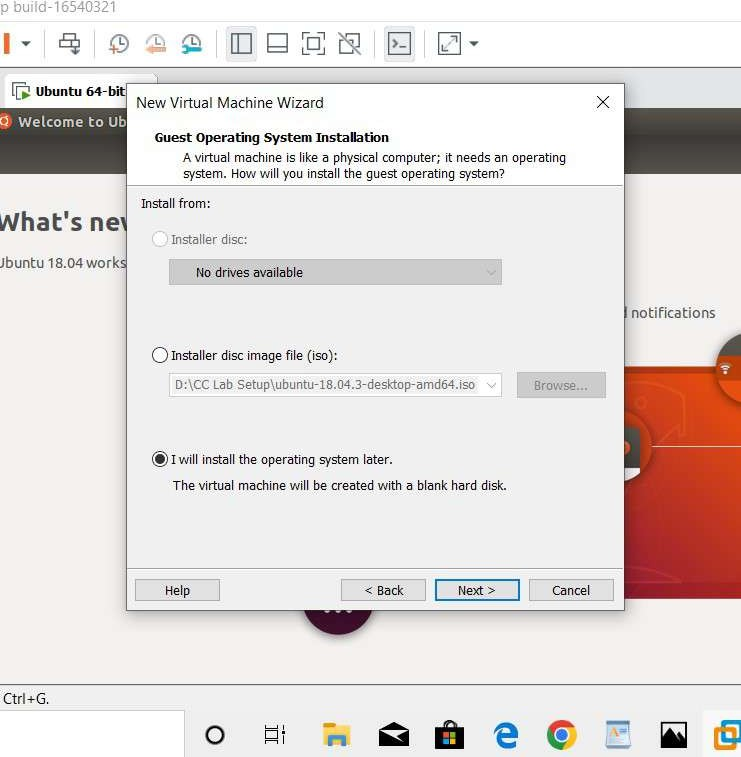 p build-16540321
Ubuntu 64-bit
Welcome to Ub
New Virtual Machine Wizard
Guest Operating System Installation
A virtual machine is like a physical computer; it needs an operating
system. How will you install the guest operating system?
Install from:
Installer disc:
No drives available
Installer disc image file (iso):
D:\CC Lab Setup\ubuntu-18.04.3-desktop-amd64.iso
Browse...
I will install the operating system later.
The virtual machine will be created with a blank hard disk.
Help
< Back
Next >
Cancel
What's new
Ubuntu 18.04 works
d notifications
Ctrl+G.